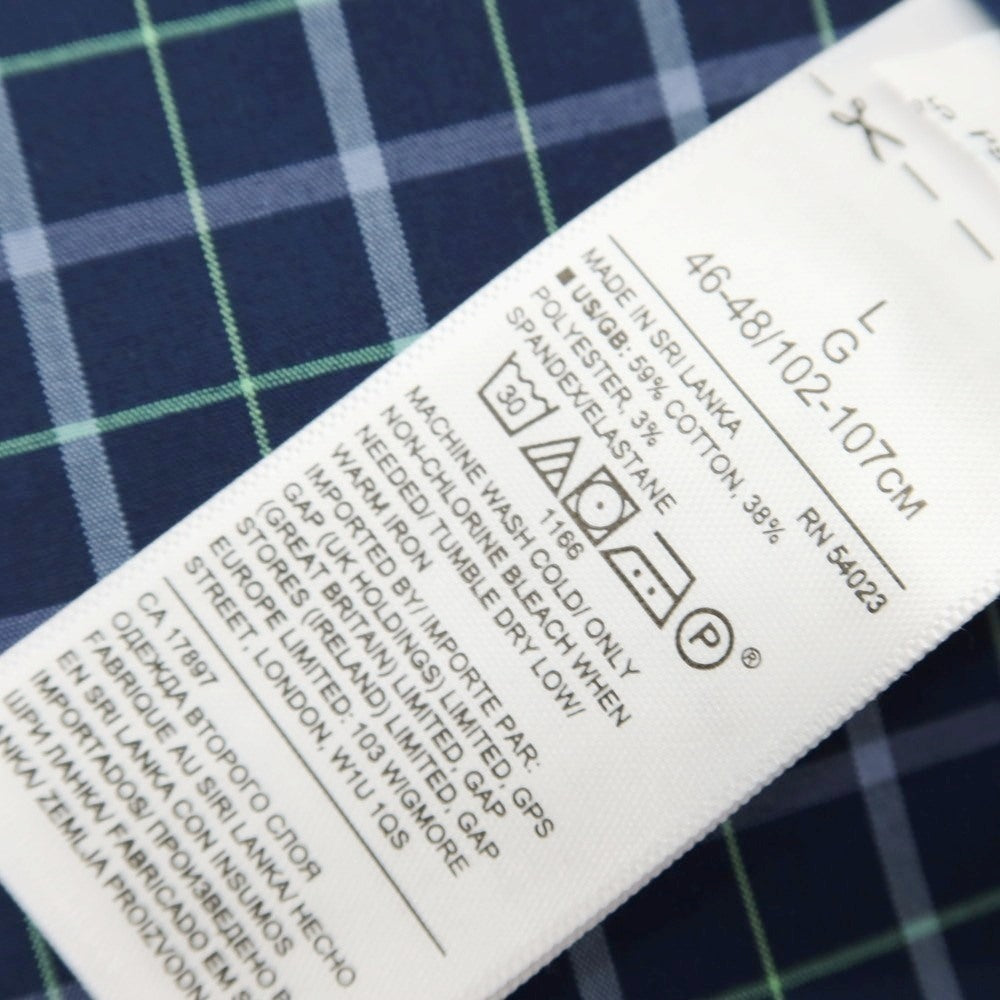 L
G
46-48/102-107CM
RN 54023
MADE IN SRI LANKA
■ US/GB: 59% COTTON, 38%
POLYESTER, 3%
SPANDEX/ELASTANE
30
1166
P ®
MACHINE WASH COLD/ ONLY
NON-CHLORINE BLEACH WHEN
NEEDED/ TUMBLE DRY LOW/
WARM IRON
IMPORTED BY/ IMPORTE PAR:
GAP (UK HOLDINGS) LIMITED, GPS
(GREAT BRITAIN) LIMITED, GAP
STORES (IRELAND) LIMITED, GAP
EUROPE LIMITED: 103 WIGMORE
STREET, LONDON, W1U 1QS
CA 17897
ОДЕЖДА ВТОРОГО СЛОЯ
FABRIQUE AU SIRI LANKA/ HECHO
EN SRI LANKA CON INSUMOS
IMPORTADOS/ ПРОИЗВЕДЕНО В
ШРИ ЛАНКА/ FABRICADO EM
ZEMLJA